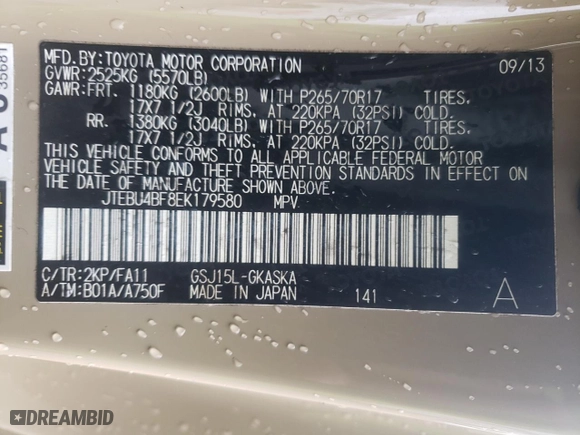 MFD.BY:TOYOTA MOTOR CORPORATION 09/13
GVWR:2525KG (5570LB)
GAWR:FRT. 1180KG (2600LB) WITH P265/70R17 TIRES,
17X7 1/2J RIMS, AT 220KPA (32PSI) COLD.
RR. 1380KG (3040LB) WITH P265/70R17 TIRES,
17X7 1/2J RIMS, AT 220KPA (32PSI) COLD.
THIS VEHICLE CONFORMS TO ALL APPLICABLE FEDERAL MOTOR
VEHICLE SAFETY AND THEFT PREVENTION STANDARDS IN EFFECT ON
THE DATE OF MANUFACTURE SHOWN ABOVE.
JTEBU4BF8EK179580 MPV
C/TR:2KP/FA11 GSJ15L-GKASKA
A/TM:B01A/A750F MADE IN JAPAN 141 A
35681
DREAMBID